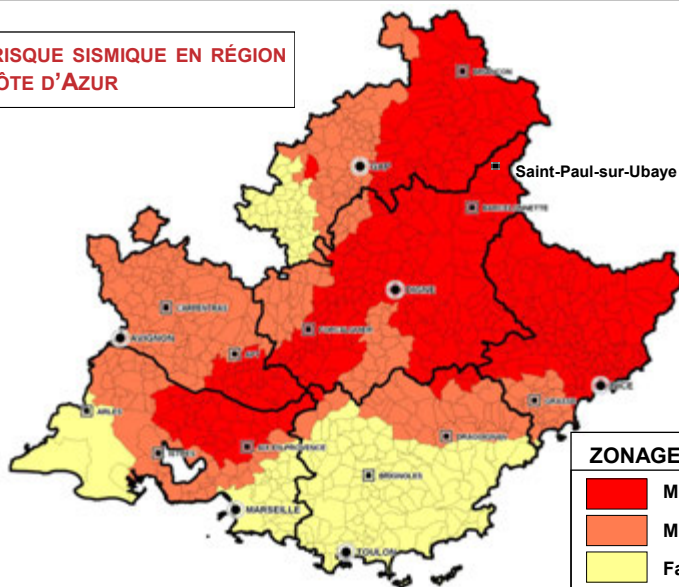 RISQUE SISMIQUE EN RÉGION
ÔTE D'AZUR
BRIANCON
GAP
Saint-Paul-sur-Ubaye
BARCELONNETTE
DIGNE
CARPENTRAS
FORCALQUIER
AVIGNON
APT
NICE
GRASSE
ARLES
DRAGUIGNAN
ISTRES
AIX-EN-PROVENCE
ZONAGE
BRIGNOLES
M
MARSEILLE
M
TOULON
Fa